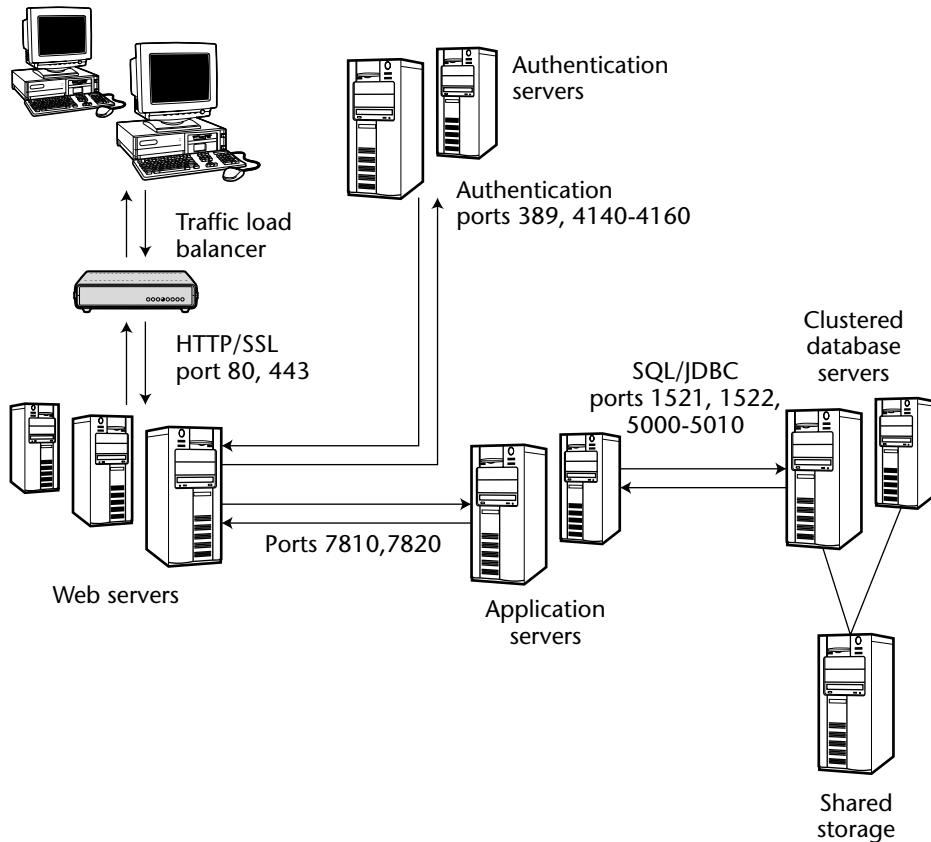 Authentication
servers
Authentication
ports 389, 4140-4160
Traffic load
balancer
HTTP/SSL
port 80, 443
Clustered
database
servers
SQL/JDBC
ports 1521, 1522,
5000-5010
Ports 7810,7820
Web servers
Application
servers
Shared
storage